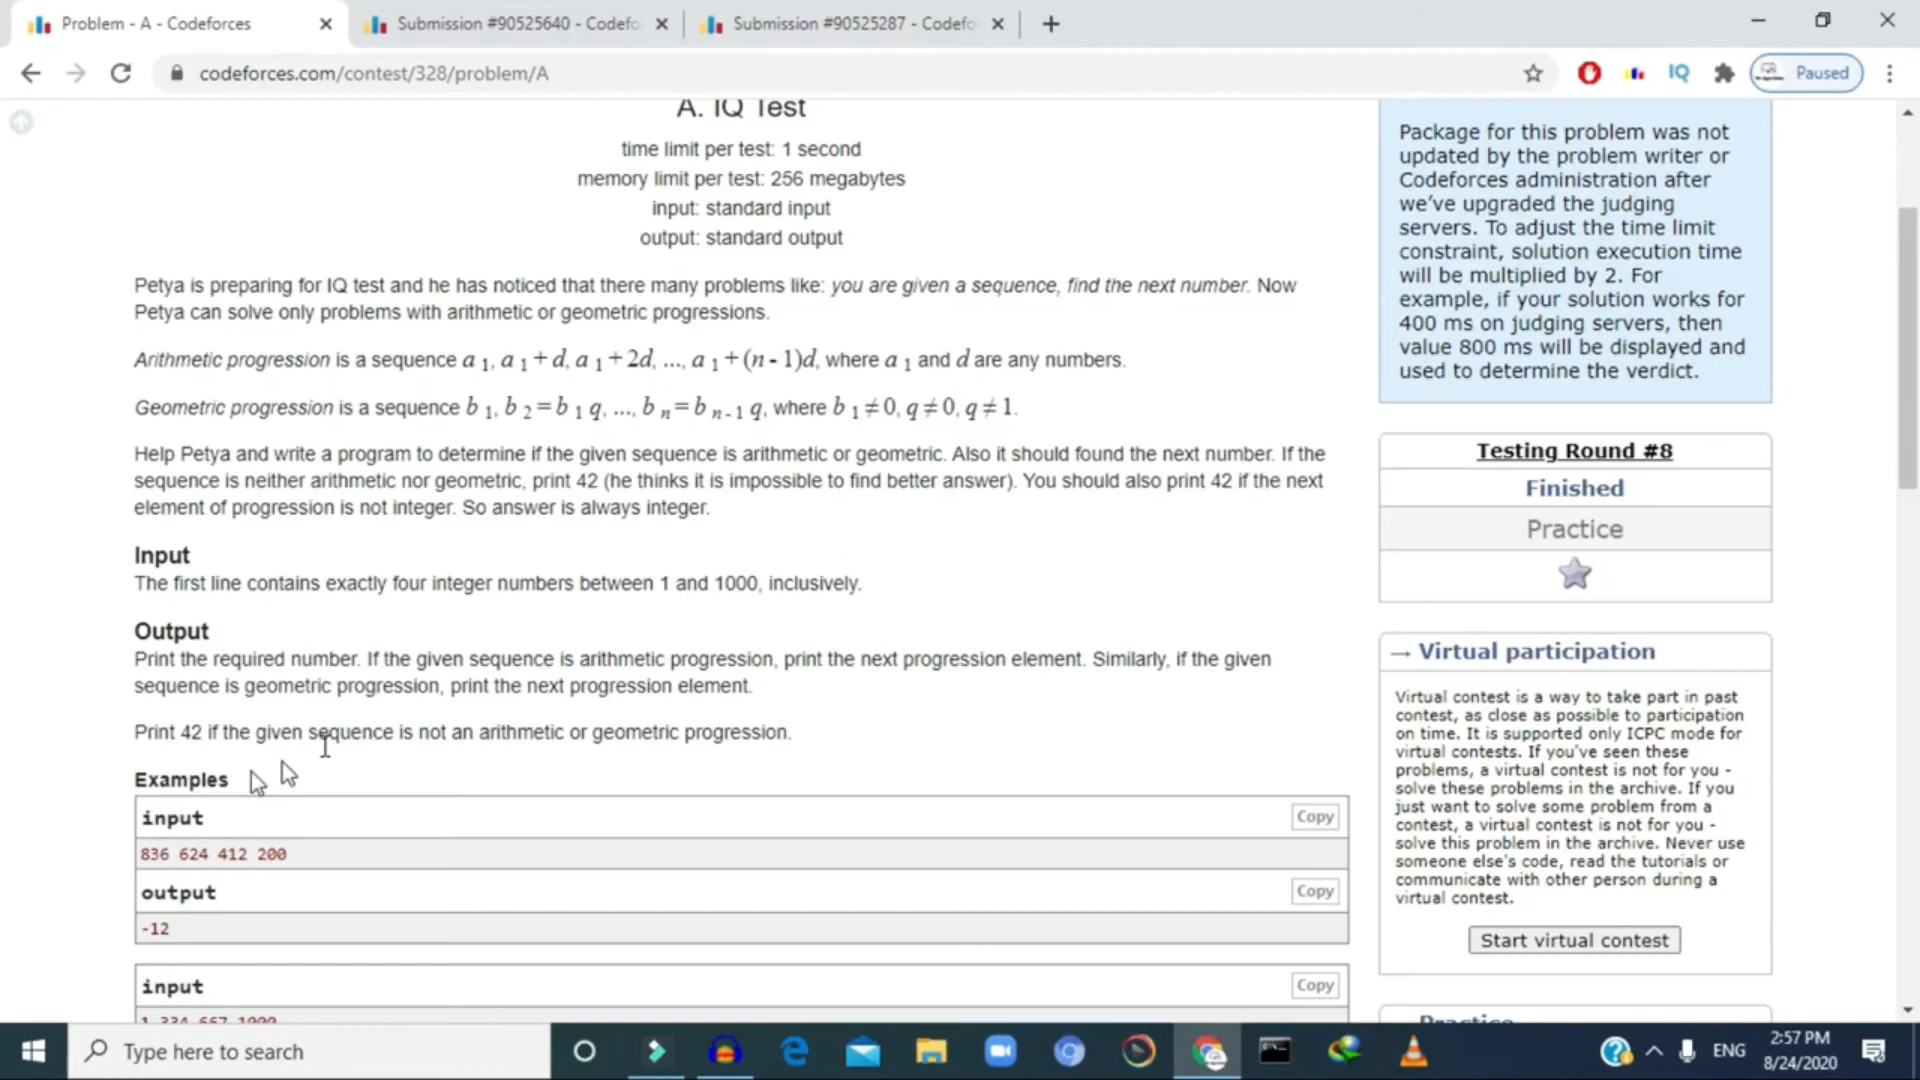 Problem - A - Codeforces
Submission #90525640 - Codefo
Submission #90525287 - Codefo
codeforces.com/contest/328/problem/A
IQ
Paused
A. IQ Test
time limit per test: 1 second
memory limit per test: 256 megabytes
input: standard input
output: standard output
Petya is preparing for IQ test and he has noticed that there many problems like: you are given a sequence, find the next number. Now
Petya can solve only problems with arithmetic or geometric progressions.
Arithmetic progression is a sequence a 1, a 1 + d, a 1 + 2d, ..., a 1 + (n - 1)d, where a 1 and d are any numbers.
Geometric progression is a sequence b 1, b 2 = b 1 q, ..., b n = b n - 1 q, where b 1 ≠ 0, q ≠ 0, q ≠ 1.
Help Petya and write a program to determine if the given sequence is arithmetic or geometric. Also it should found the next number. If the
sequence is neither arithmetic nor geometric, print 42 (he thinks it is impossible to find better answer). You should also print 42 if the next
element of progression is not integer. So answer is always integer.
Input
The first line contains exactly four integer numbers between 1 and 1000, inclusively.
Output
Print the required number. If the given sequence is arithmetic progression, print the next progression element. Similarly, if the given
sequence is geometric progression, print the next progression element.
Print 42 if the given sequence is not an arithmetic or geometric progression.
Examples
input
Copy
836 624 412 200
output
Copy
-12
input
Copy
1 334 667 1000
Package for this problem was not
updated by the problem writer or
Codeforces administration after
we've upgraded the judging
servers. To adjust the time limit
constraint, solution execution time
will be multiplied by 2. For
example, if your solution works for
400 ms on judging servers, then
value 800 ms will be displayed and
used to determine the verdict.
Testing Round #8
Finished
Practice
→ Virtual participation
Virtual contest is a way to take part in past
contest, as close as possible to participation
on time. It is supported only ICPC mode for
virtual contests. If you've seen these
problems, a virtual contest is not for you -
solve these problems in the archive. If you
just want to solve some problem from a
contest, a virtual contest is not for you -
solve this problem in the archive. Never use
someone else's code, read the tutorials or
communicate with other person during a
virtual contest.
Start virtual contest
Practice
Type here to search
ENG
2:57 PM
8/24/2020